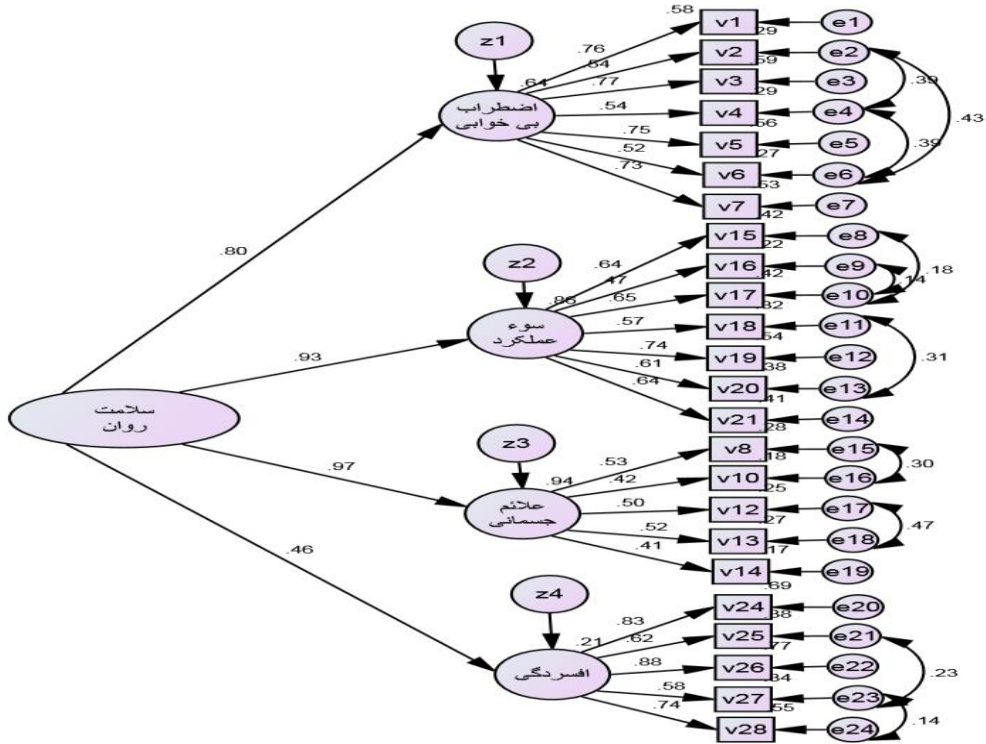 .58
z1
v1
e1
.76
.29
v2
e2
.54
.59
.64
.77
v3
e3
.39
.29
اضطراب
بی خوابی
.54
v4
e4
.43
.56
.75
v5
e5
.39
.27
.52
v6
e6
.53
.73
v7
e7
.42
v15
e8
.22
.80
z2
.64
v16
e9
.18
.42
.47
.14
.86
.65
v17
e10
.32
سوء
عملکرد
.57
v18
e11
.54
.93
.74
v19
e12
.31
.38
.61
v20
e13
.41
.64
v21
e14
.28
سلامت
روان
z3
v8
e15
.53
.18
.30
.97
.94
.42
v10
e16
.25
علائم
جسمانی
.50
v12
e17
.27
.47
.52
v13
e18
.17
.41
v14
e19
.69
.46
z4
v24
e20
.83
.38
.21
.62
v25
e21
.77
افسردگی
.88
v26
e22
.23
.34
.58
v27
e23
.55
.74
.14
v28
e24